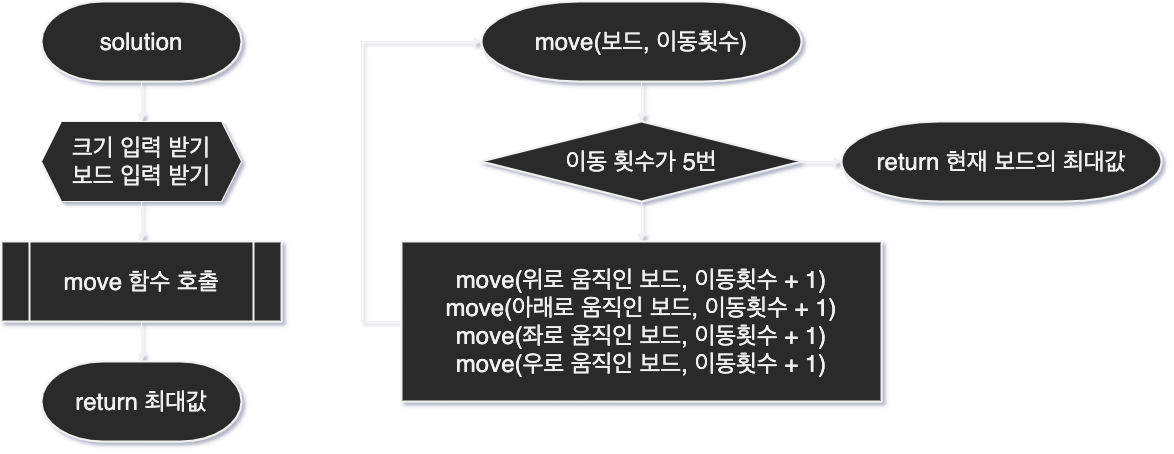 solution
크기 입력 받기
보드 입력 받기
move 함수 호출
return 최대값
move(보드, 이동횟수)
이동 횟수가 5번
return 현재 보드의 최대값
move(위로 움직인 보드, 이동횟수 + 1)
move(아래로 움직인 보드, 이동횟수 + 1)
move(좌로 움직인 보드, 이동횟수 + 1)
move(우로 움직인 보드, 이동횟수 + 1)